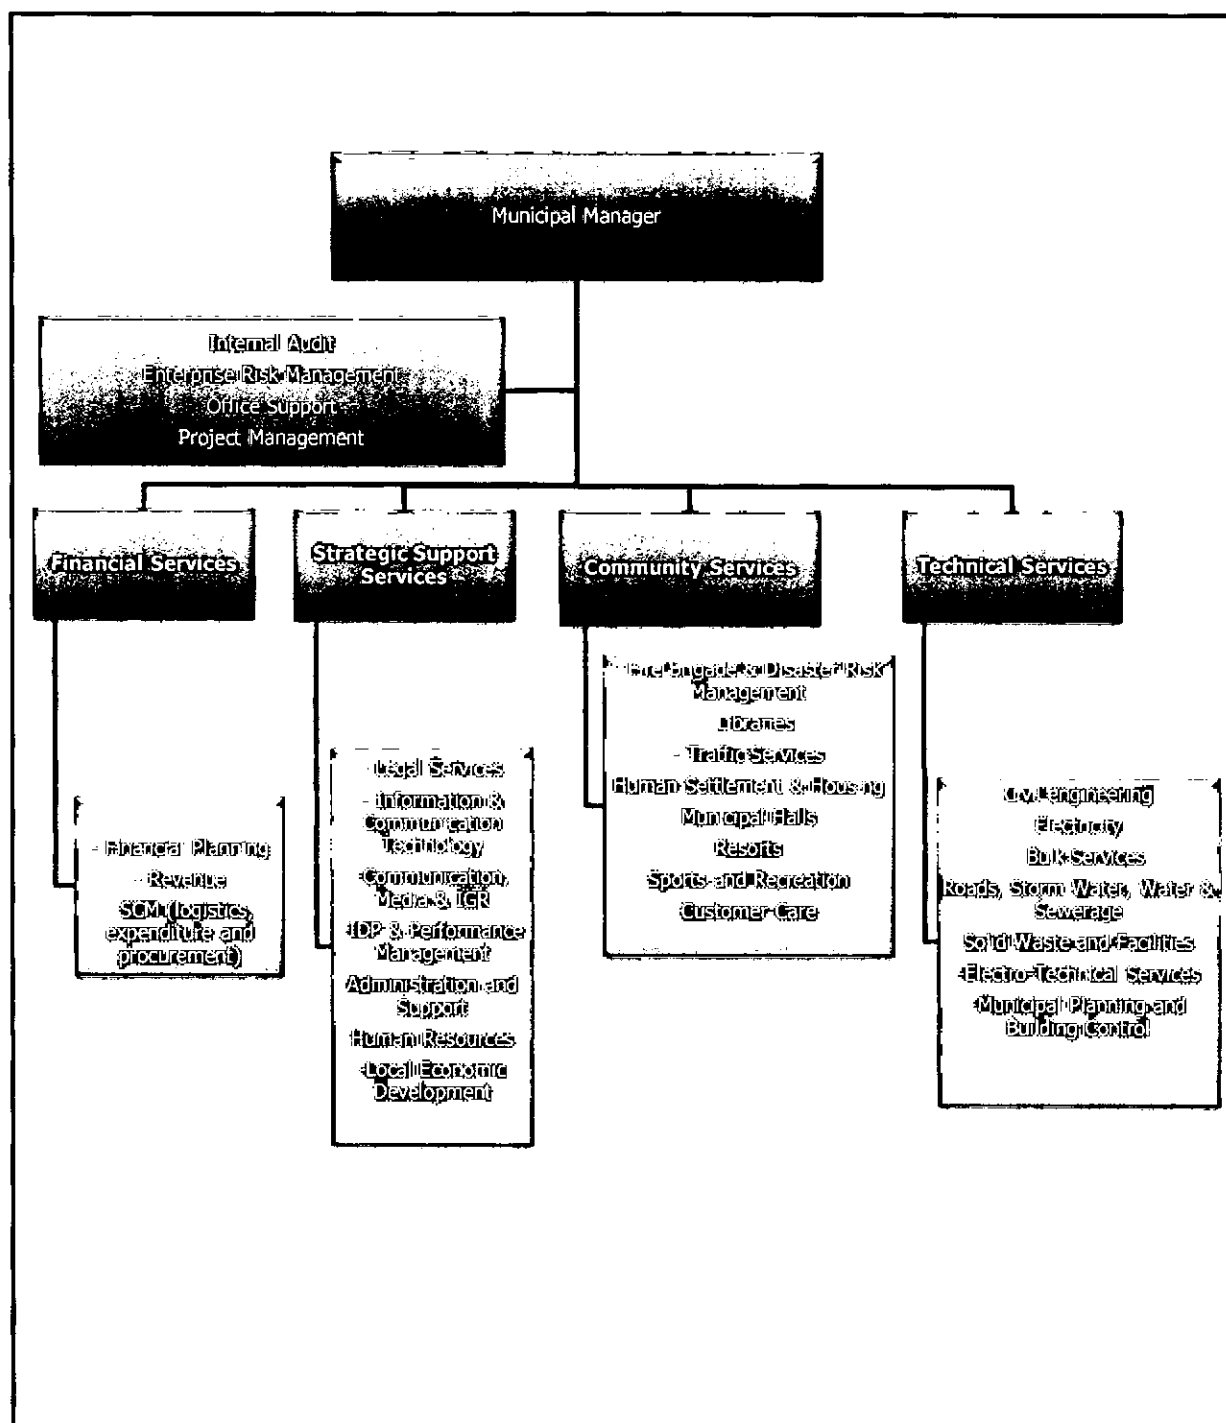 Municipal Manager
Internal Audit
Enterprise Risk Management
Office Support
Project Management
Financial Services
Strategic Support
Services
Community Services
Technical Services
- Financial Planning
- Revenue
SCM (logistics,
expenditure and
procurement)
- Legal Services
- Information &
Communication
Technology
-Communication,
Media & IGR
IDP & Performance
Management
Administration and
Support
Human Resources
-Local Economic
Development
- Fire Brigade & Disaster Risk
Management
Libraries
- Traffic Services
Human Settlement & Housing
Municipal Halls
Resorts
Sports and Recreation
Customer Care
Civil engineering
Electricity
Bulk Services
Roads, Storm Water, Water &
Sewerage
Solid Waste and Facilities
-Electro-Technical Services
-Municipal Planning and
Building Control